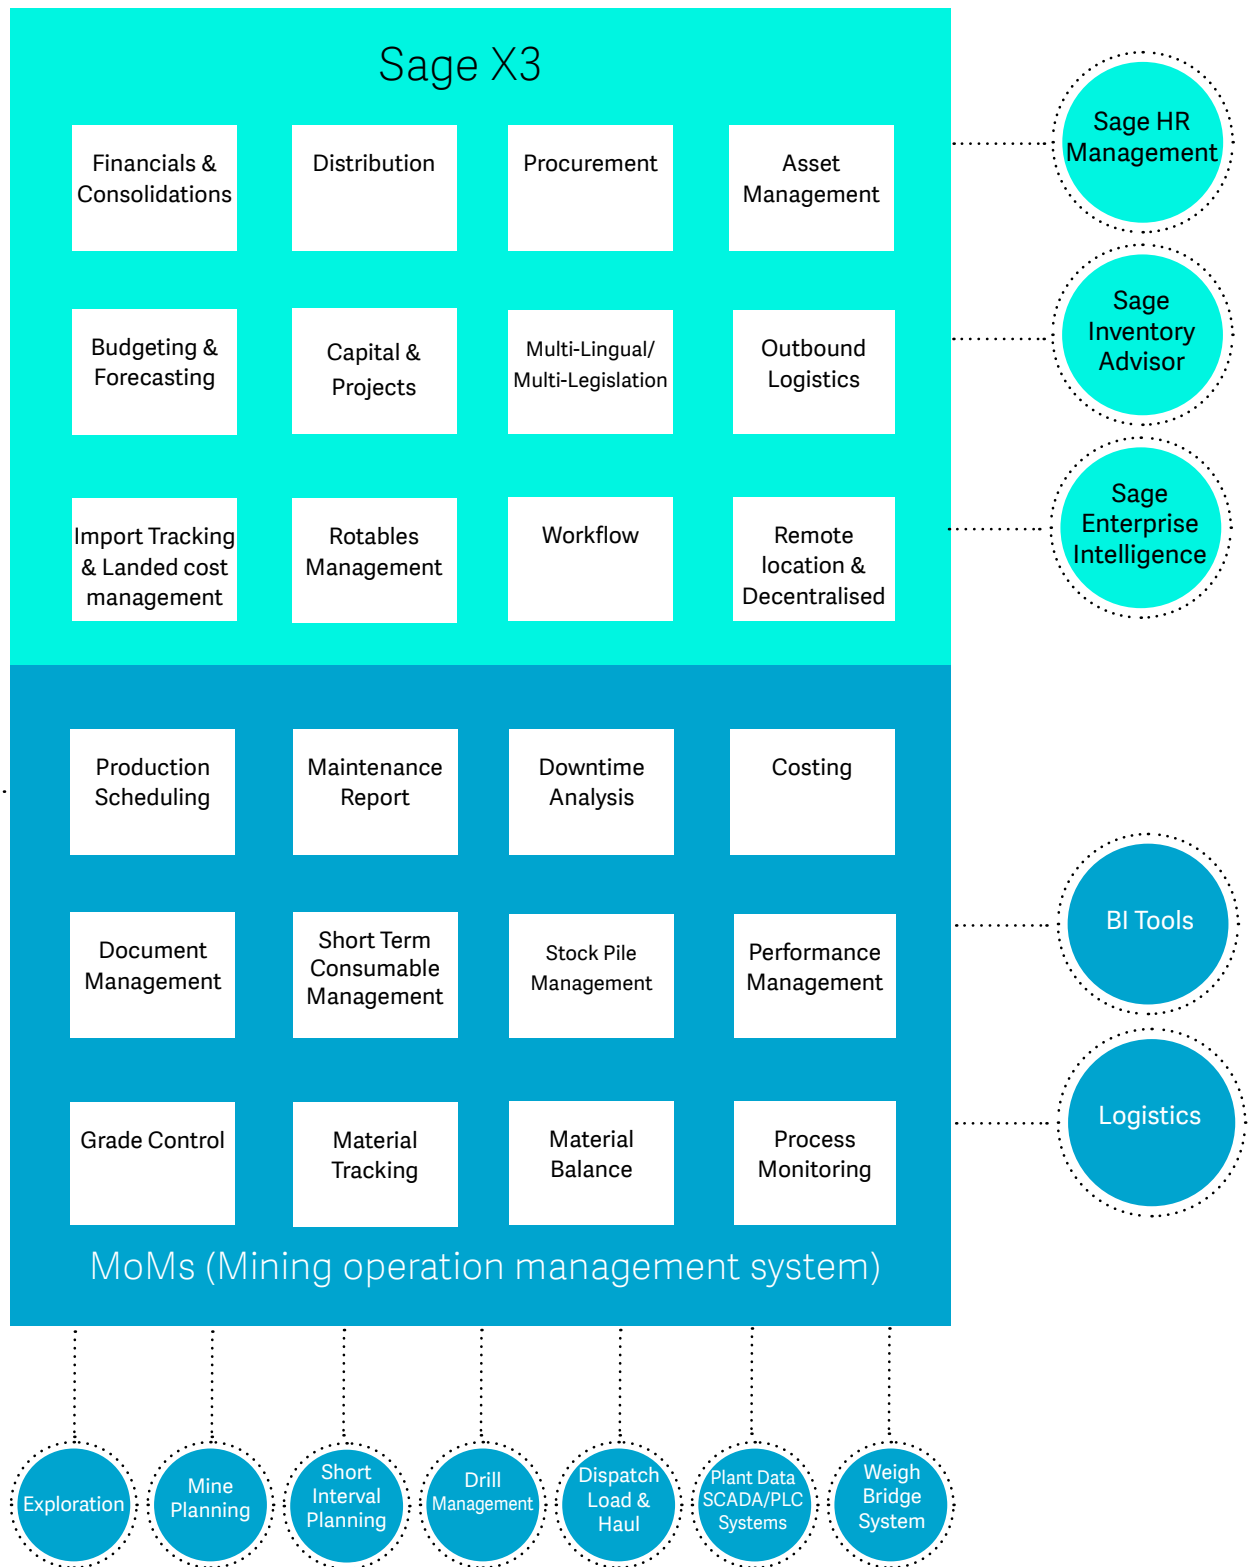 Sage X3
Financials &
Consolidations
Distribution
Procurement
Asset
Management
Sage HR
Management
Budgeting &
Forecasting
Capital &
Projects
Multi-Lingual/
Multi-Legislation
Outbound
Logistics
Sage
Inventory
Advisor
Import Tracking
& Landed cost
management
Rotables
Management
Workflow
Remote
location &
Decentralised
Sage
Enterprise
Intelligence
Production
Scheduling
Maintenance
Report
Downtime
Analysis
Costing
Document
Management
Short Term
Consumable
Management
Stock Pile
Management
Performance
Management
BI Tools
Grade Control
Material
Tracking
Material
Balance
Process
Monitoring
Logistics
MoMs (Mining operation management system)
Exploration
Mine
Planning
Short
Interval
Planning
Drill
Management
Dispatch
Load &
Haul
Plant Data
SCADA/PLC
Systems
Weigh
Bridge
System